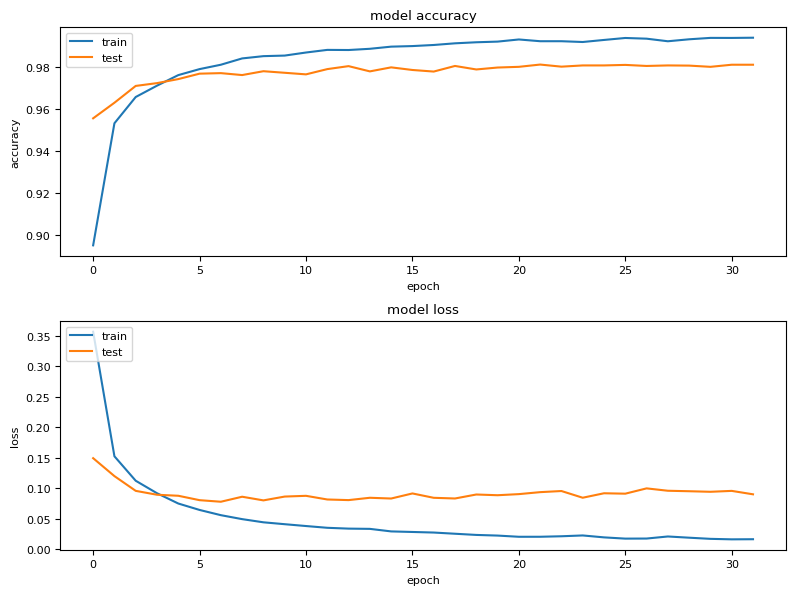 model accuracy
train
test
0.98
0.96
0.94
0.92
0.90
accuracy
0 5 10 15 20 25 30
epoch
model loss
train
test
0.35
0.30
0.25
0.20
0.15
0.10
0.05
0.00
loss
0 5 10 15 20 25 30
epoch